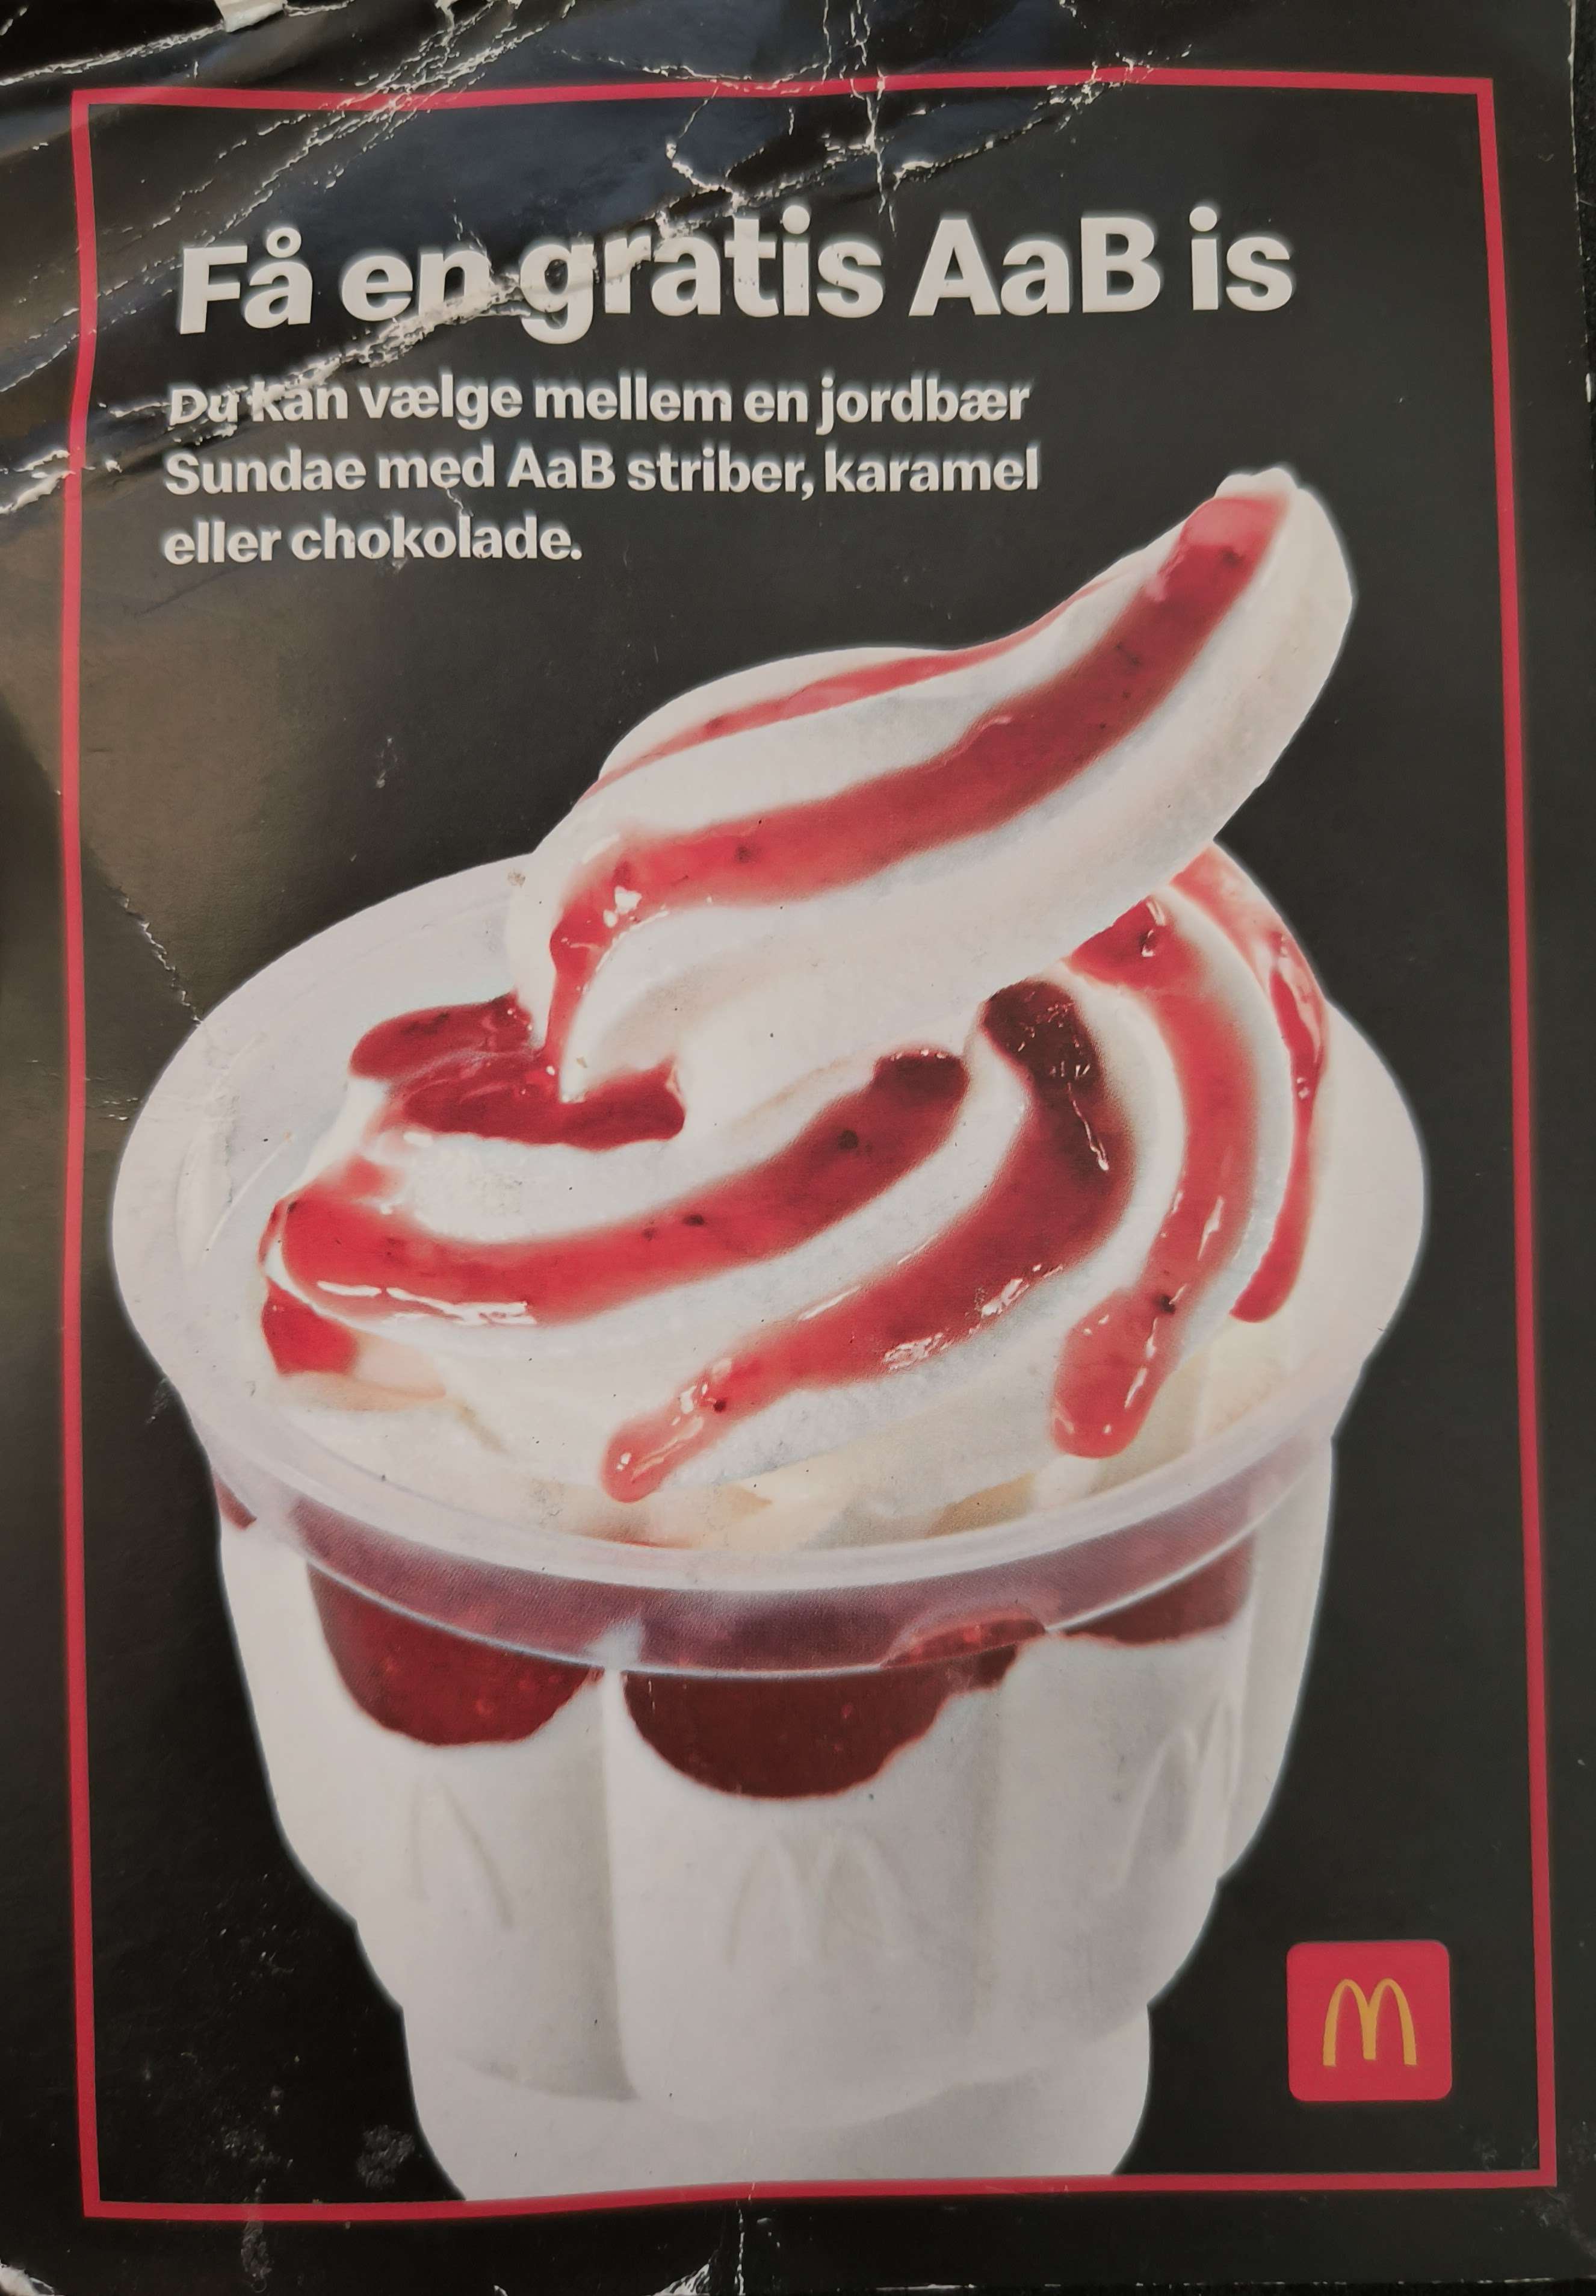 Få en gratis AaB is
Du kan vælge mellem en jordbær
Sundae med AaB striber, karamel
eller chokolade.